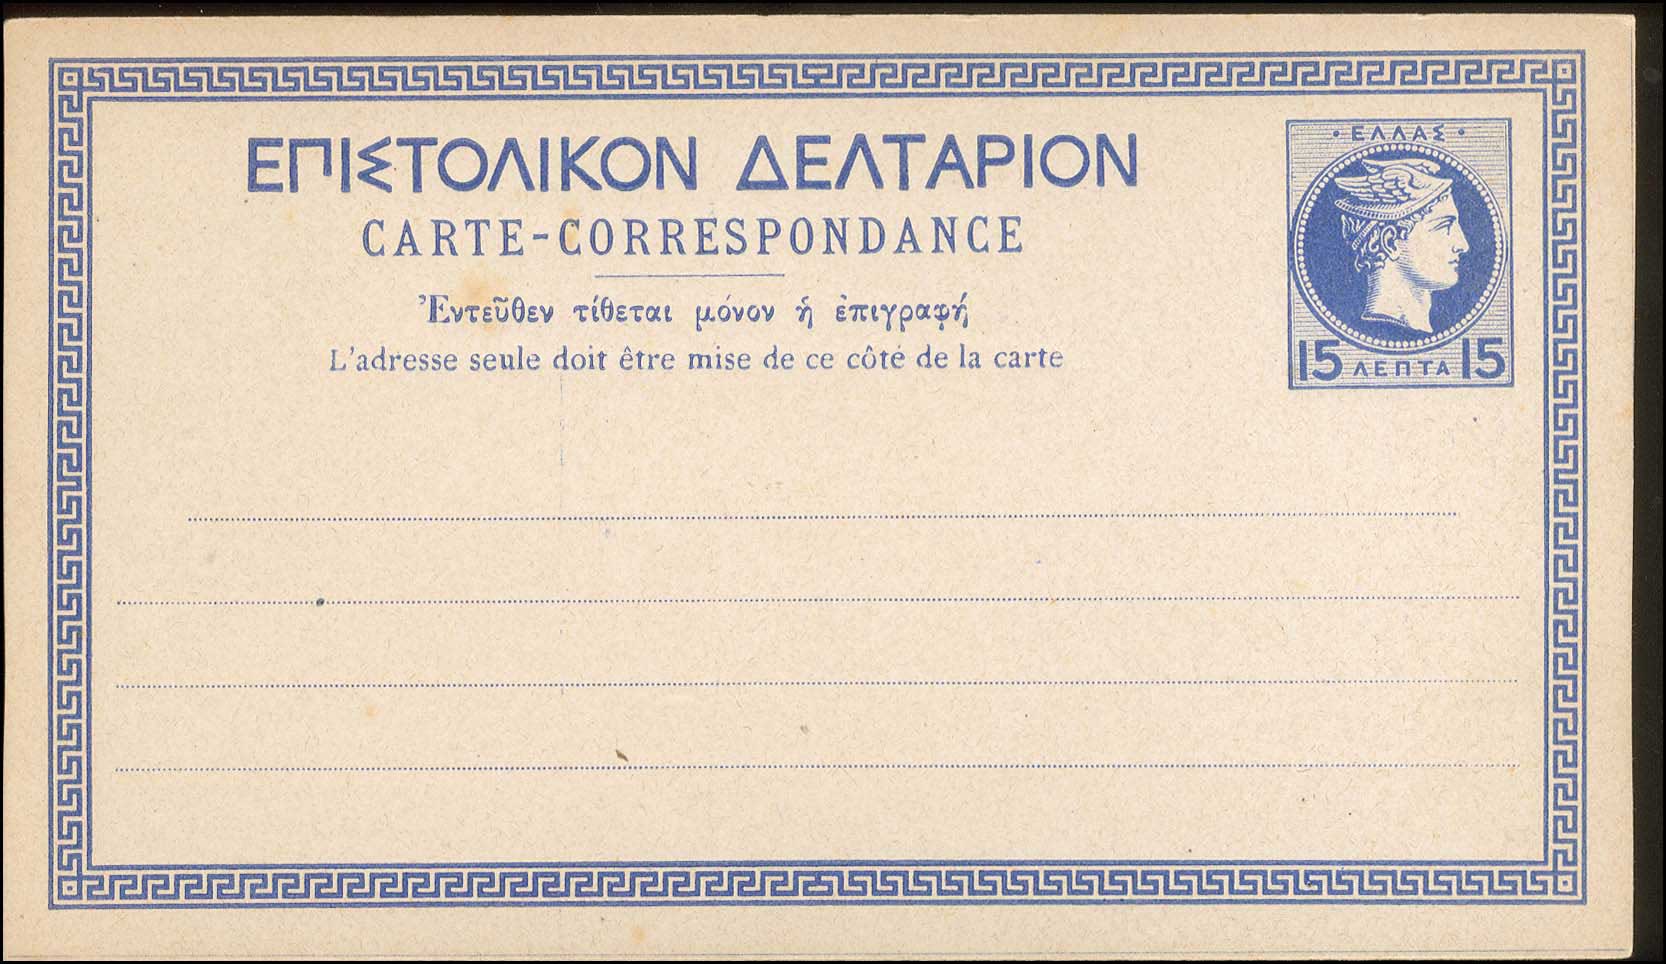 ΕΠΙΣΤΟΛΙΚΟΝ ΔΕΛΤΑΡΙΟΝ
CARTE-CORRESPONDANCE
Ἐντεῦθεν τίθεται μόνον ἡ ἐπιγραφή
L'adresse seule doit être mise de ce côté de la carte
· ΕΛΛΑΣ ·
15 ΛΕΠΤΑ 15